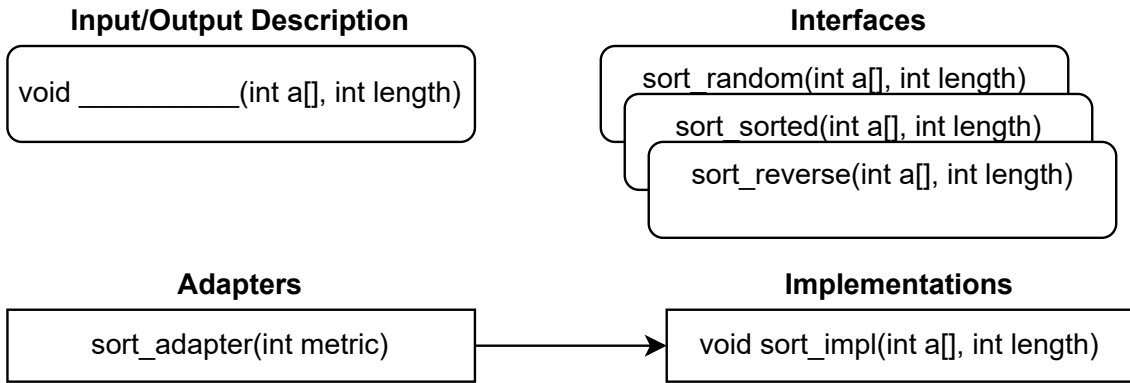 Input/Output Description
void __________(int a[], int length)
Interfaces
sort_random(int a[], int length)
sort_sorted(int a[], int length)
sort_reverse(int a[], int length)
Adapters
sort_adapter(int metric)
Implementations
void sort_impl(int a[], int length)